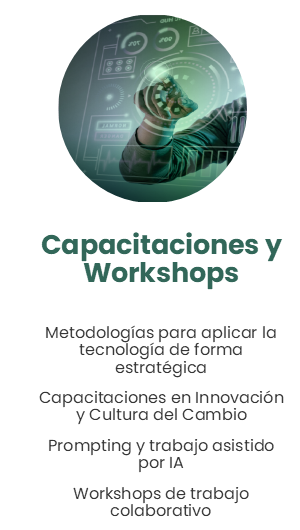 Capacitaciones y
Workshops
Metodologías para aplicar la
tecnología de forma
estratégica
Capacitaciones en Innovación
y Cultura del Cambio
Prompting y trabajo asistido
por IA
Workshops de trabajo
colaborativo